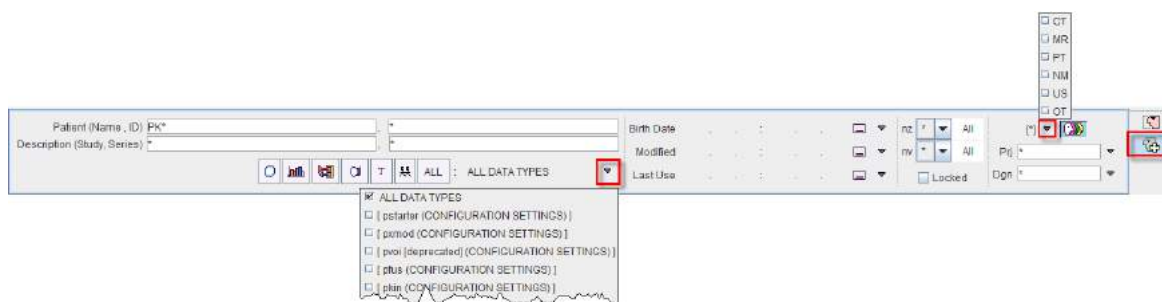 CT
MR
PT
NM
US
OT
Patient (Name , ID) PK* , * Birth Date . . : . . nz * All [*]
Description (Study, Series) * , * Modified . . : . . nv * All Prj *
T ALL : ALL DATA TYPES Last Use . . : . . Locked Dgn *
ALL DATA TYPES
[ pstarter (CONFIGURATION SETTINGS) ]
[ pxmod (CONFIGURATION SETTINGS) ]
[ pvoi [deprecated] (CONFIGURATION SETTINGS) ]
[ pfus (CONFIGURATION SETTINGS) ]
[ pkin (CONFIGURATION SETTINGS) ]